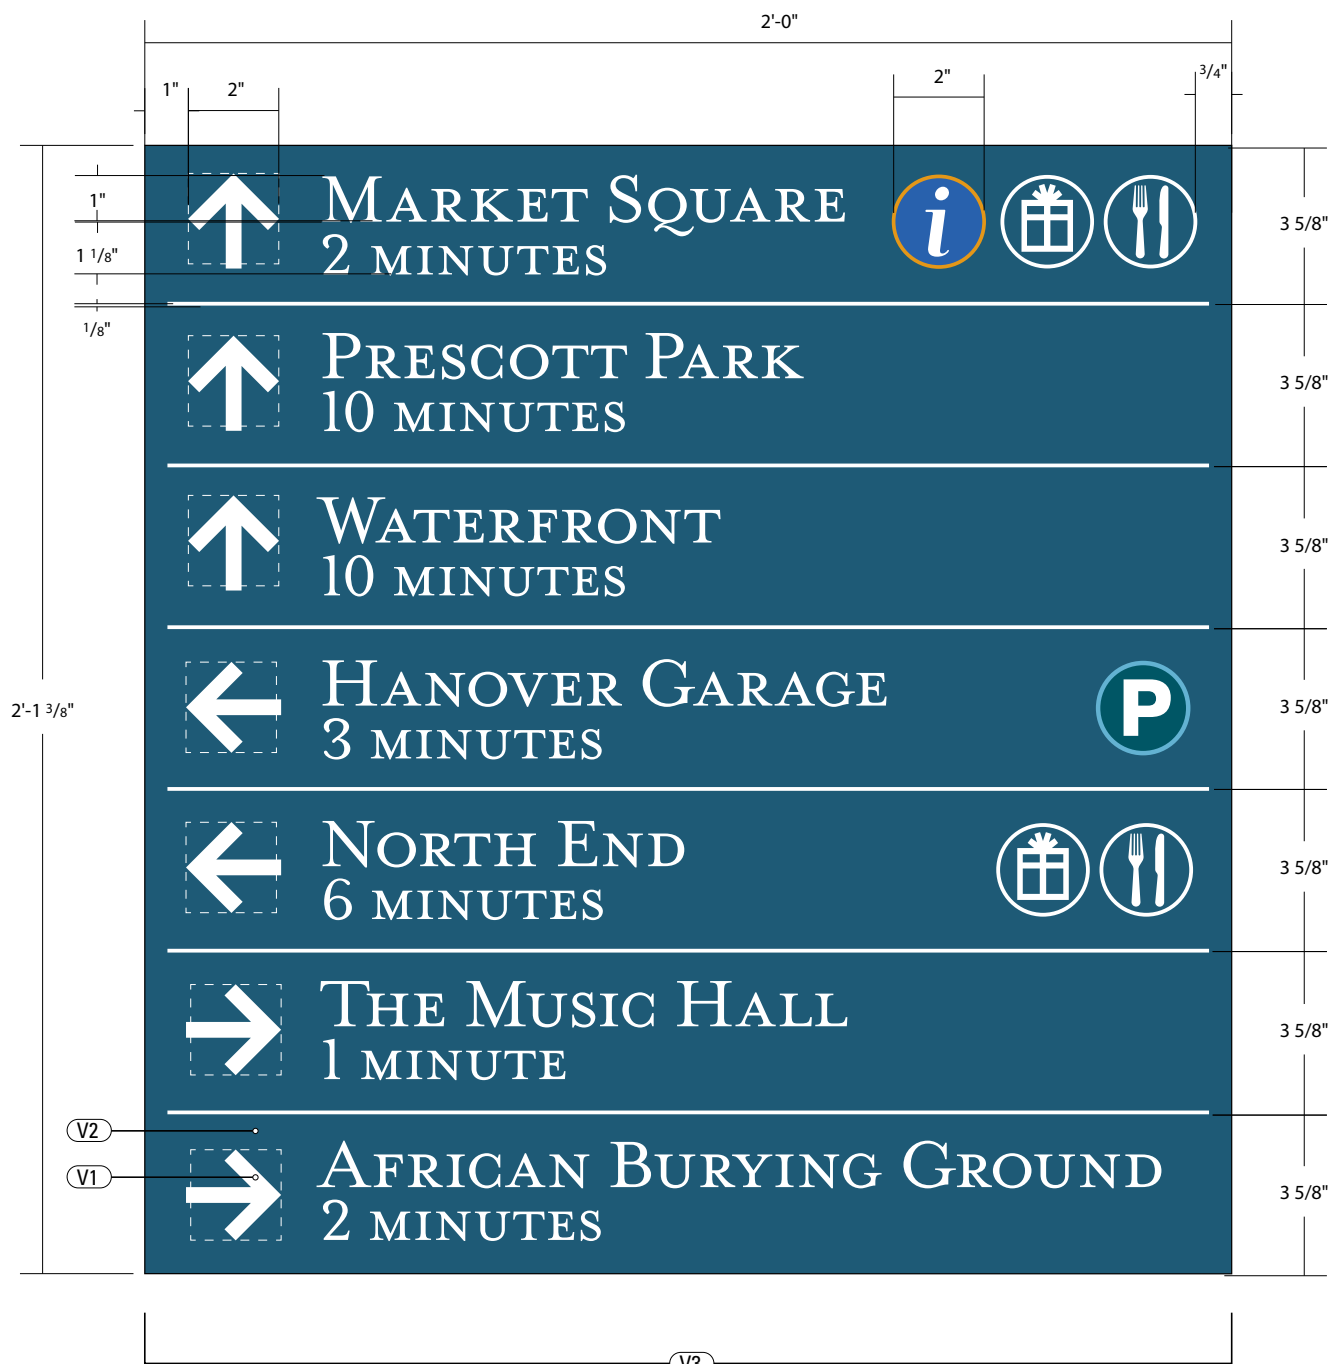 2'-0"
1"
2"
2"
3/4"
1"
1 1/8"
1/8"
2'-1 3/8"
MARKET SQUARE
2 MINUTES
i
3 5/8"
PRESCOTT PARK
10 MINUTES
3 5/8"
WATERFRONT
10 MINUTES
3 5/8"
HANOVER GARAGE
3 MINUTES
P
3 5/8"
NORTH END
6 MINUTES
3 5/8"
THE MUSIC HALL
1 MINUTE
3 5/8"
V2
V1
AFRICAN BURYING GROUND
2 MINUTES
3 5/8"
V3